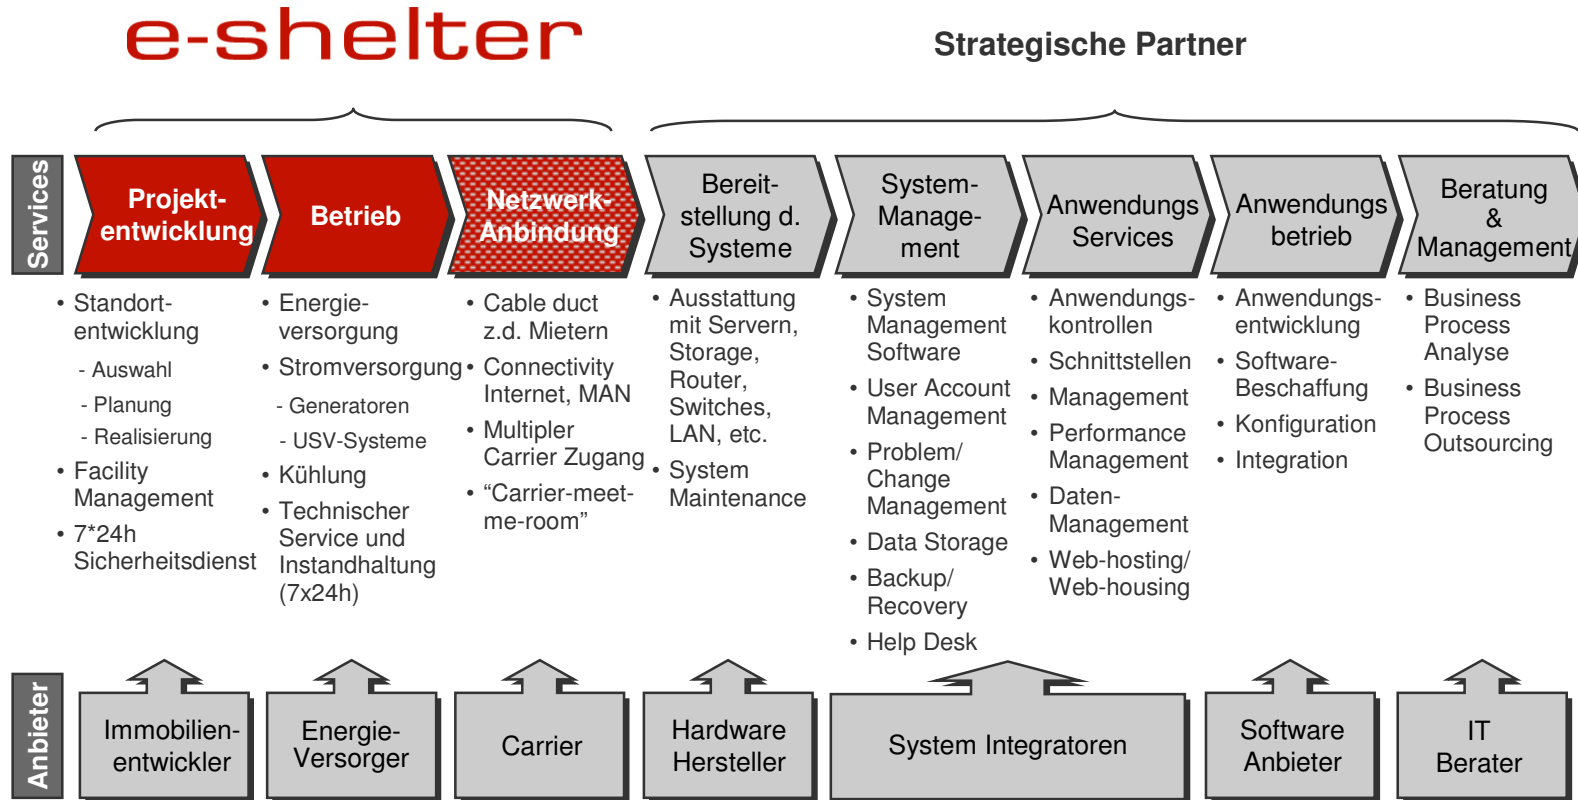 e-shelter
Strategische Partner
Services
Projekt-
entwicklung
Betrieb
Netzwerk-
Anbindung
Bereit-
stellung d.
Systeme
System-
Manage-
ment
Anwendungs
Services
Anwendungs
betrieb
Beratung
&
Management
• Standort-
entwicklung
- Auswahl
- Planung
- Realisierung
• Facility
Management
• 7*24h
Sicherheitsdienst
• Energie-
versorgung
• Stromversorgung
- Generatoren
- USV-Systeme
• Kühlung
• Technischer
Service und
Instandhaltung
(7x24h)
• Cable duct
z.d. Mietern
• Connectivity
Internet, MAN
• Multipler
Carrier Zugang
• “Carrier-meet-
me-room”
• Ausstattung
mit Servern,
Storage,
Router,
Switches,
LAN, etc.
• System
Maintenance
• System
Management
Software
• User Account
Management
• Problem/
Change
Management
• Data Storage
• Backup/
Recovery
• Help Desk
• Anwendungs-
kontrollen
• Schnittstellen
• Management
• Performance
Management
• Daten-
Management
• Web-hosting/
Web-housing
• Anwendungs-
entwicklung
• Software-
Beschaffung
• Konfiguration
• Integration
• Business
Process
Analyse
• Business
Process
Outsourcing
Anbieter
Immobilien-
entwickler
Energie-
Versorger
Carrier
Hardware
Hersteller
System Integratoren
Software
Anbieter
IT
Berater